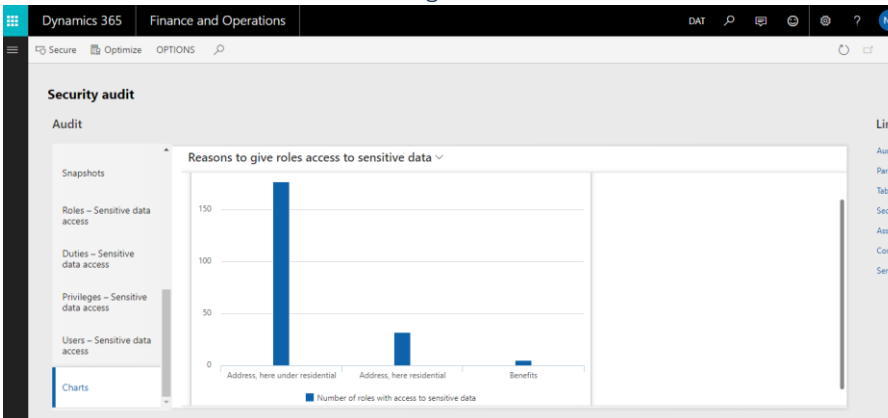 Dynamics 365 Finance and Operations DAT ?
Secure Optimize OPTIONS
Security audit
Audit
Snapshots
Roles – Sensitive data
access
Duties – Sensitive
data access
Privileges – Sensitive
data access
Users – Sensitive data
access
Charts
Reasons to give roles access to sensitive data
150
100
50
0
Address, here under residential Address, here residential Benefits
Number of roles with access to sensitive data